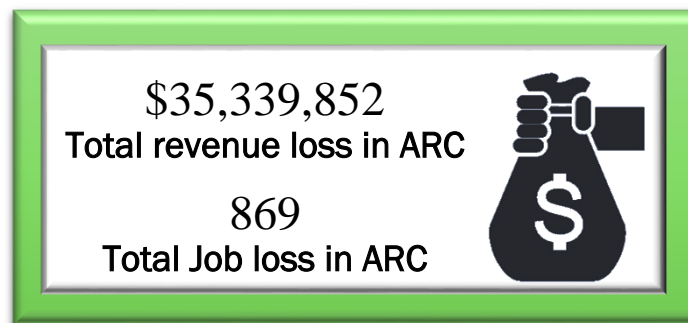 $35,339,852
Total revenue loss in ARC
869
Total Job loss in ARC
$